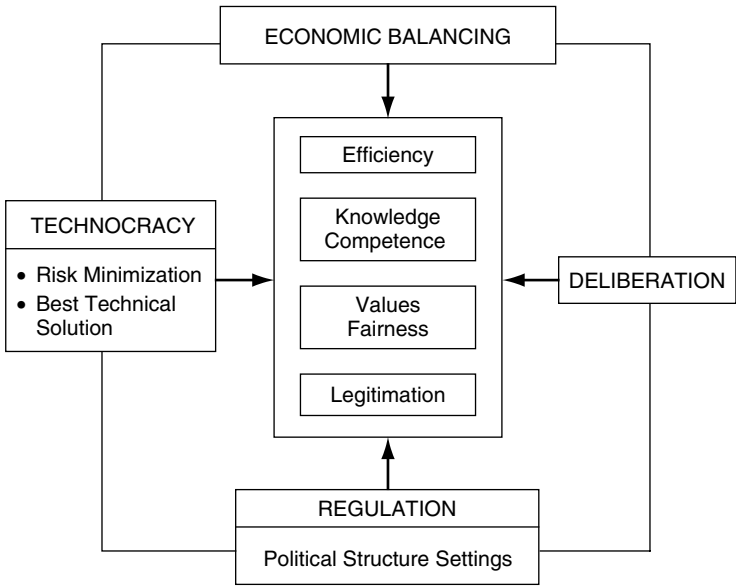 ECONOMIC BALANCING
Efficiency
Knowledge
Competence
Values
Fairness
Legitimation
TECHNOCRACY
• Risk Minimization
• Best Technical
Solution
DELIBERATION
REGULATION
Political Structure Settings